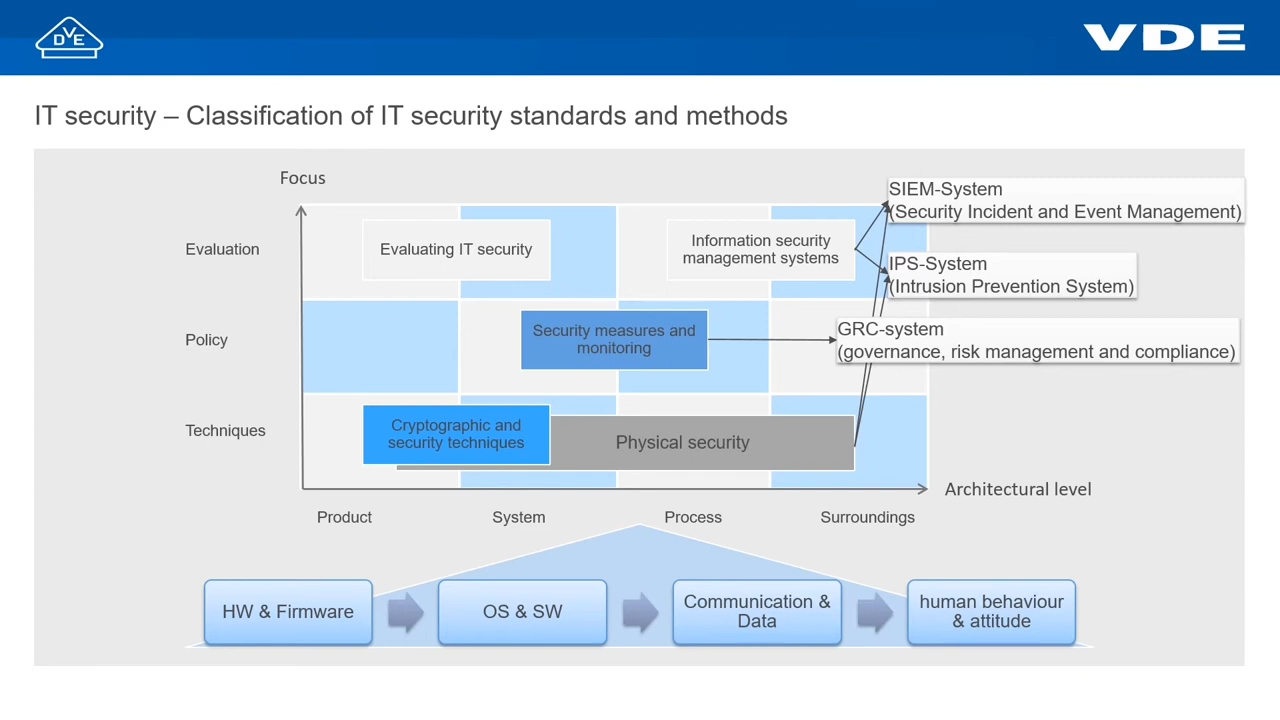 DVE
VDE
IT security – Classification of IT security standards and methods
Focus
SIEM-System
(Security Incident and Event Management)
Evaluation
Evaluating IT security
Information security
management systems
IPS-System
(Intrusion Prevention System)
Policy
Security measures and
monitoring
GRC-system
(governance, risk management and compliance)
Techniques
Cryptographic and
security techniques
Physical security
Architectural level
Product
System
Process
Surroundings
HW & Firmware
OS & SW
Communication &
Data
human behaviour
& attitude